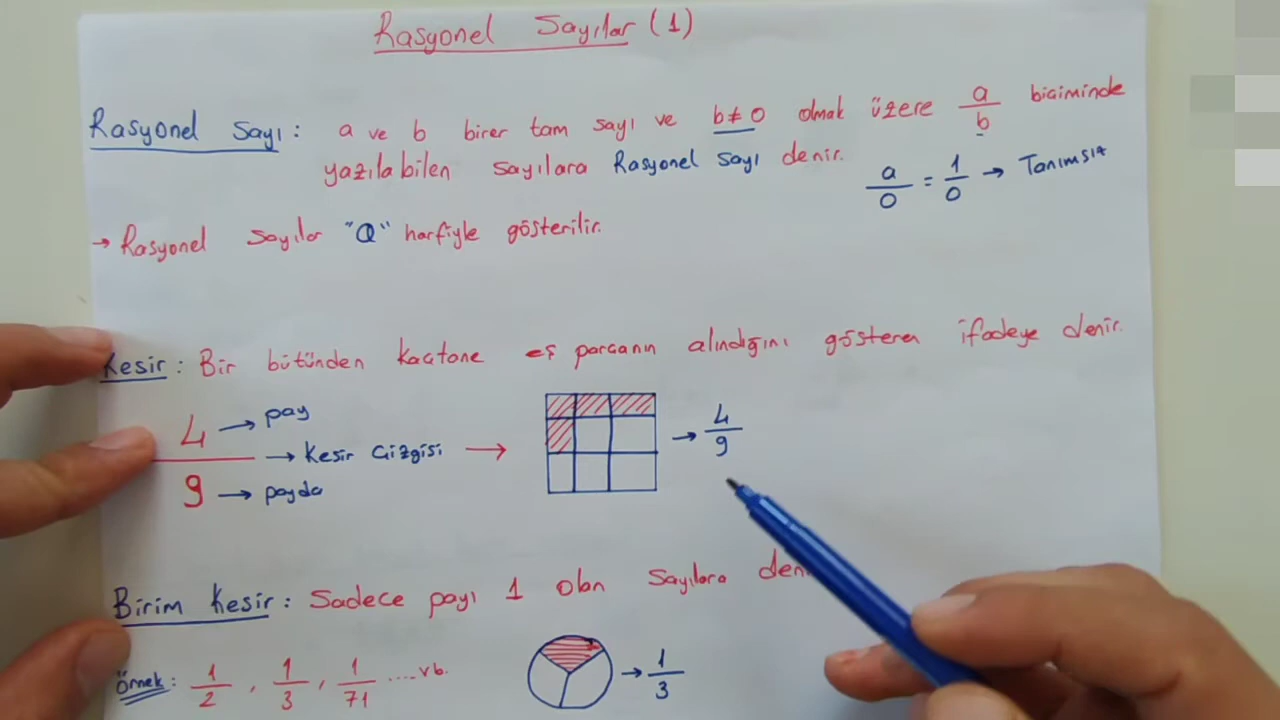 Rasyonel Sayılar (1)
Rasyonel Sayı: a ve b birer tam sayı ve b≠0 olmak üzere a/b biçiminde
yazılabilen sayılara Rasyonel sayı denir.
a/0 = 1/0 → Tanımsız
→ Rasyonel Sayılar "Q" harfiyle gösterilir.
Kesir: Bir bütünden kaçtane eş parçanın alındığını gösteren ifadeye denir.
4 → pay
→ Kesir Çizgisi →
9 → payda
→ 4/9
Birim Kesir: Sadece payı 1 olan sayılara
Örnek: 1/2, 1/3, 1/71 ....vb.
→ 1/3